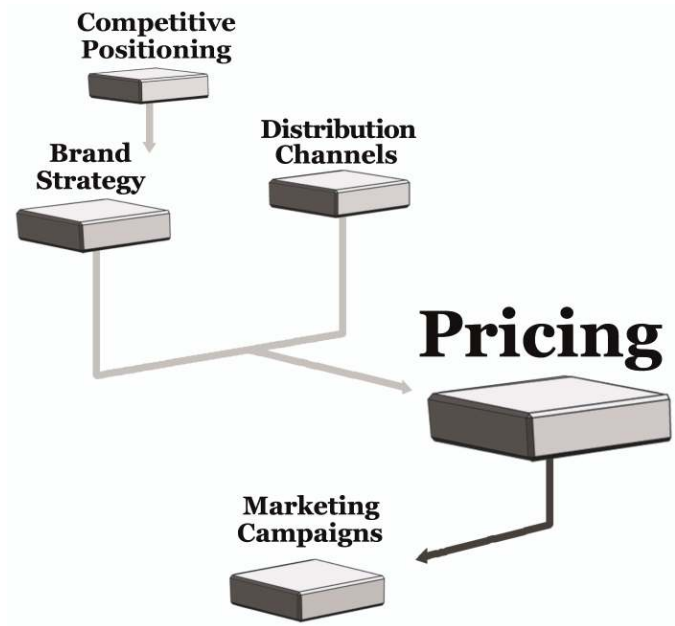 Competitive
Positioning
Distribution
Channels
Brand
Strategy
Pricing
Marketing
Campaigns